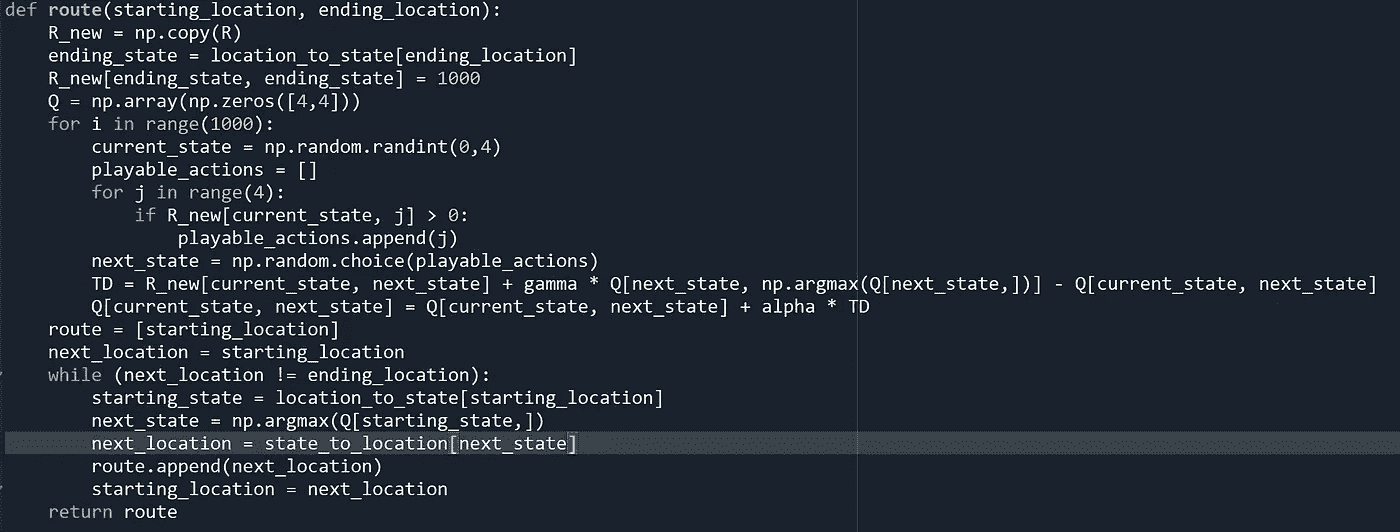 def route(starting_location, ending_location):
    R_new = np.copy(R)
    ending_state = location_to_state[ending_location]
    R_new[ending_state, ending_state] = 1000
    Q = np.array(np.zeros([4,4]))
    for i in range(1000):
        current_state = np.random.randint(0,4)
        playable_actions = []
        for j in range(4):
            if R_new[current_state, j] > 0:
                playable_actions.append(j)
        next_state = np.random.choice(playable_actions)
        TD = R_new[current_state, next_state] + gamma * Q[next_state, np.argmax(Q[next_state,])] - Q[current_state, next_state]
        Q[current_state, next_state] = Q[current_state, next_state] + alpha * TD
    route = [starting_location]
    next_location = starting_location
    while (next_location != ending_location):
        starting_state = location_to_state[starting_location]
        next_state = np.argmax(Q[starting_state,])
        next_location = state_to_location[next_state]
        route.append(next_location)
        starting_location = next_location
    return route